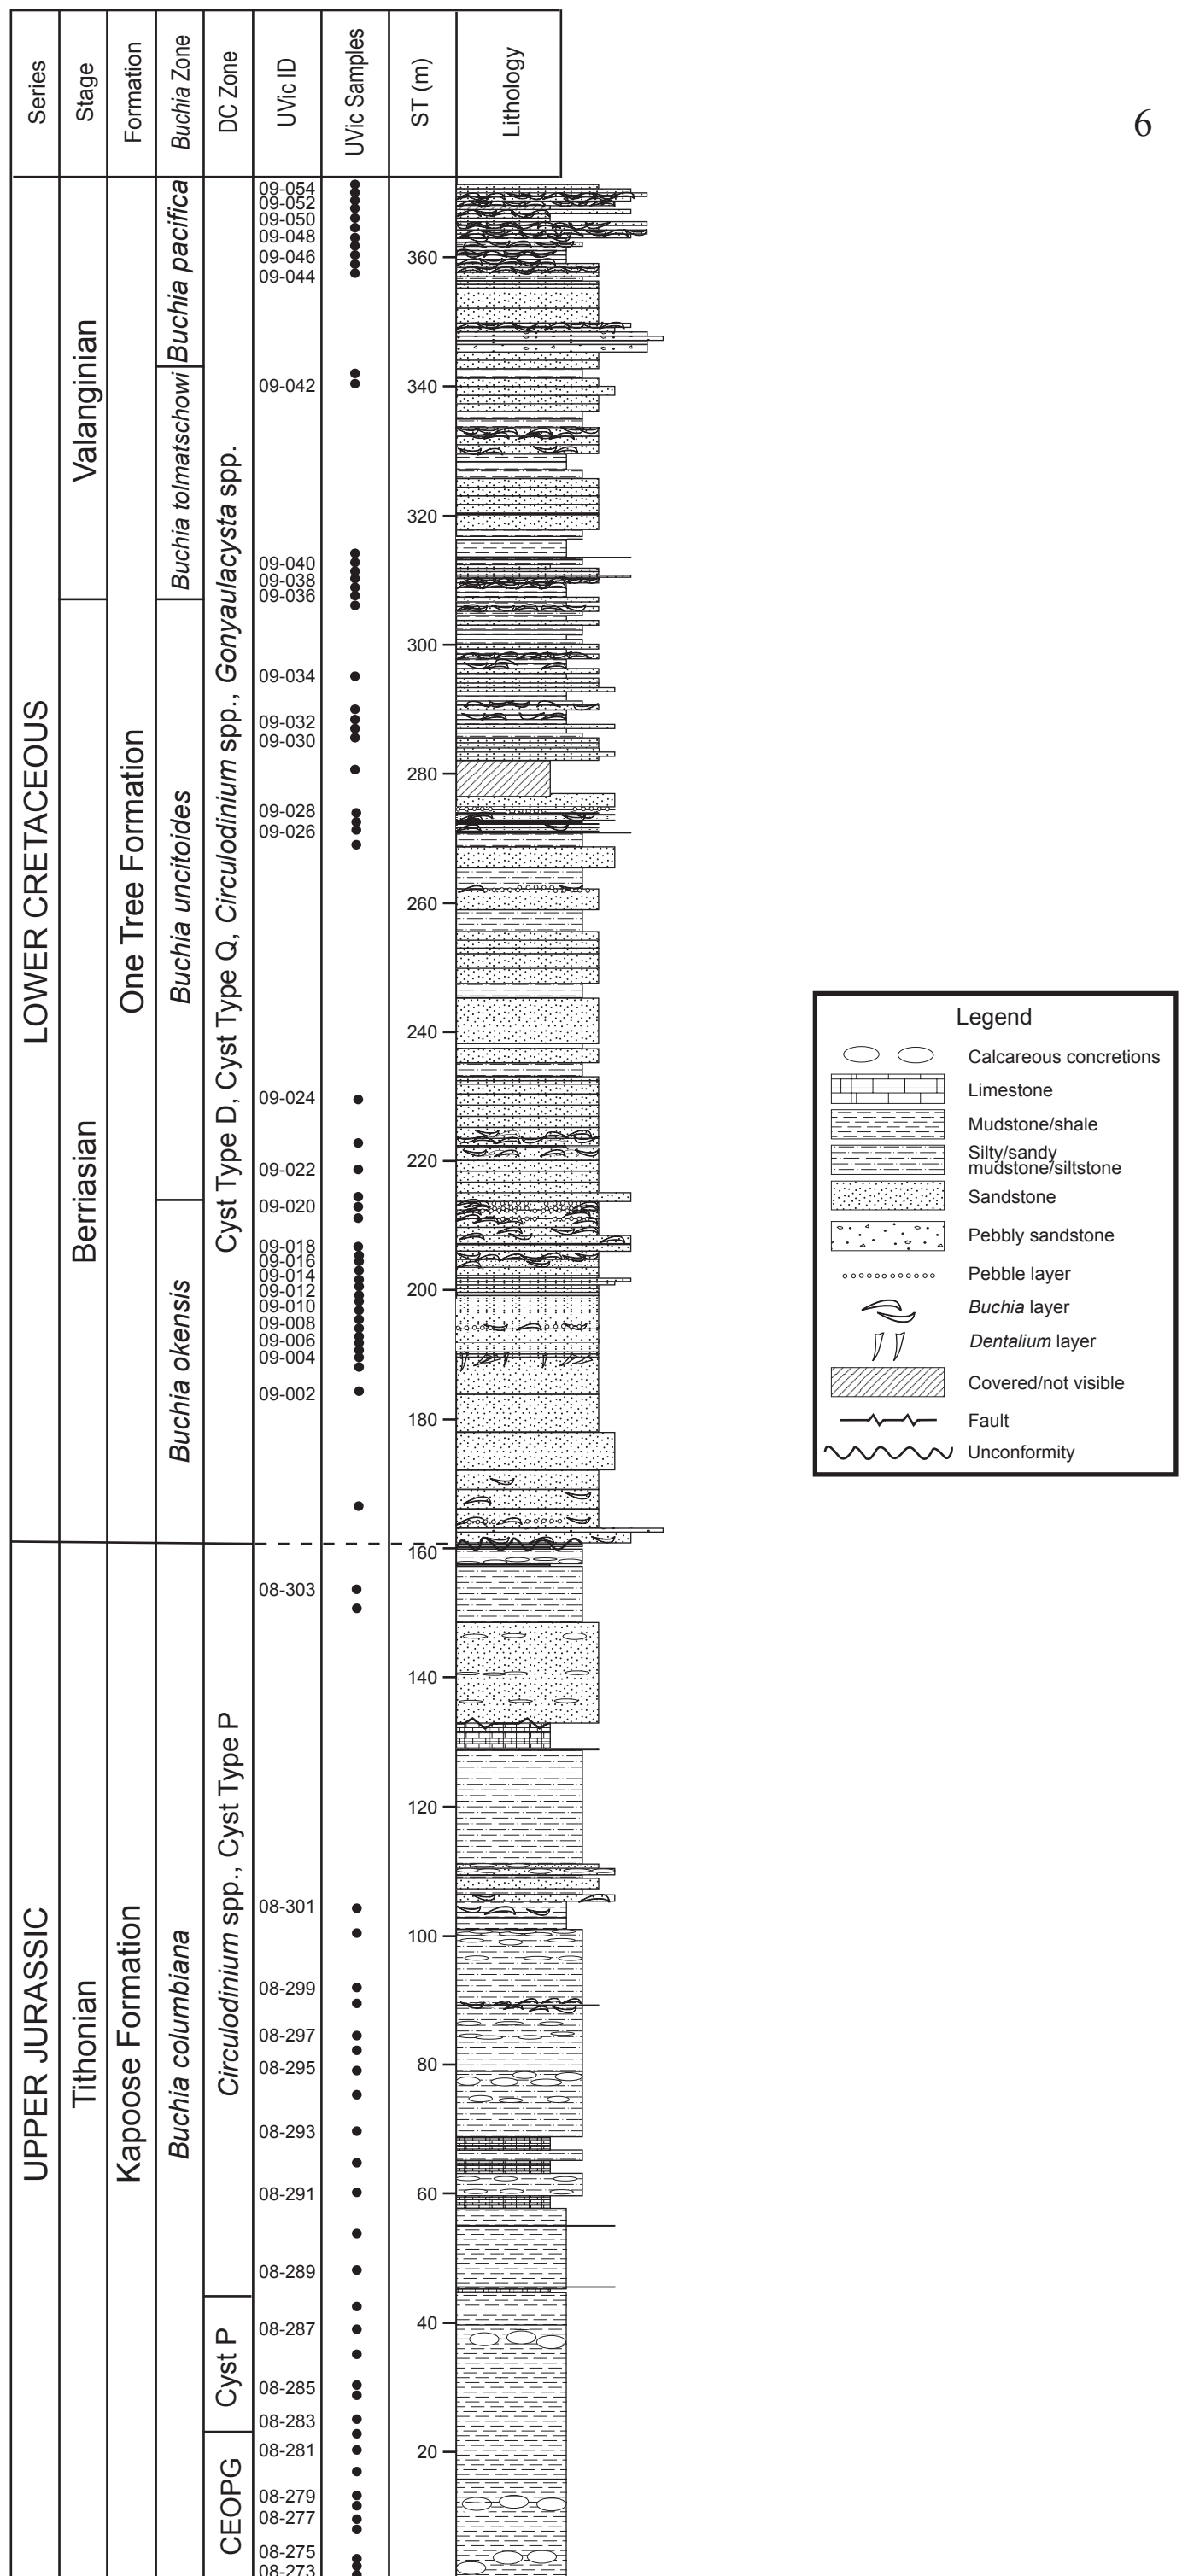 6
Series
Stage
Formation
Buchia Zone
DC Zone
UVic ID
UVic Samples
ST (m)
Lithology
LOWER CRETACEOUS
UPPER JURASSIC
Valanginian
Berriasian
Tithonian
One Tree Formation
Kapoose Formation
Buchia pacifica
Buchia tolmatschowi
Buchia uncitoides
Buchia okensis
Buchia columbiana
Cyst Type D, Cyst Type Q, Circulodinium spp., Gonyaulacysta spp.
Circulodinium spp., Cyst Type P
Cyst P
CEOPG
09-054
09-052
09-050
09-048
09-046
09-044
09-042
09-040
09-038
09-036
09-034
09-032
09-030
09-028
09-026
09-024
09-022
09-020
09-018
09-016
09-014
09-012
09-010
09-008
09-006
09-004
09-002
08-303
08-301
08-299
08-297
08-295
08-293
08-291
08-289
08-287
08-285
08-283
08-281
08-279
08-277
08-275
08-273
360
340
320
300
280
260
240
220
200
180
160
140
120
100
80
60
40
20
Legend
Calcareous concretions
Limestone
Mudstone/shale
Silty/sandy
mudstone/siltstone
Sandstone
Pebbly sandstone
Pebble layer
Buchia layer
Dentalium layer
Covered/not visible
Fault
Unconformity